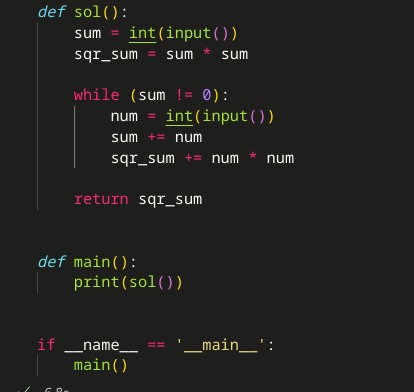 def sol():
    sum = int(input())
    sqr_sum = sum * sum

    while (sum != 0):
        num = int(input())
        sum += num
        sqr_sum += num * num

    return sqr_sum


def main():
    print(sol())


if __name__ == '__main__':
    main()